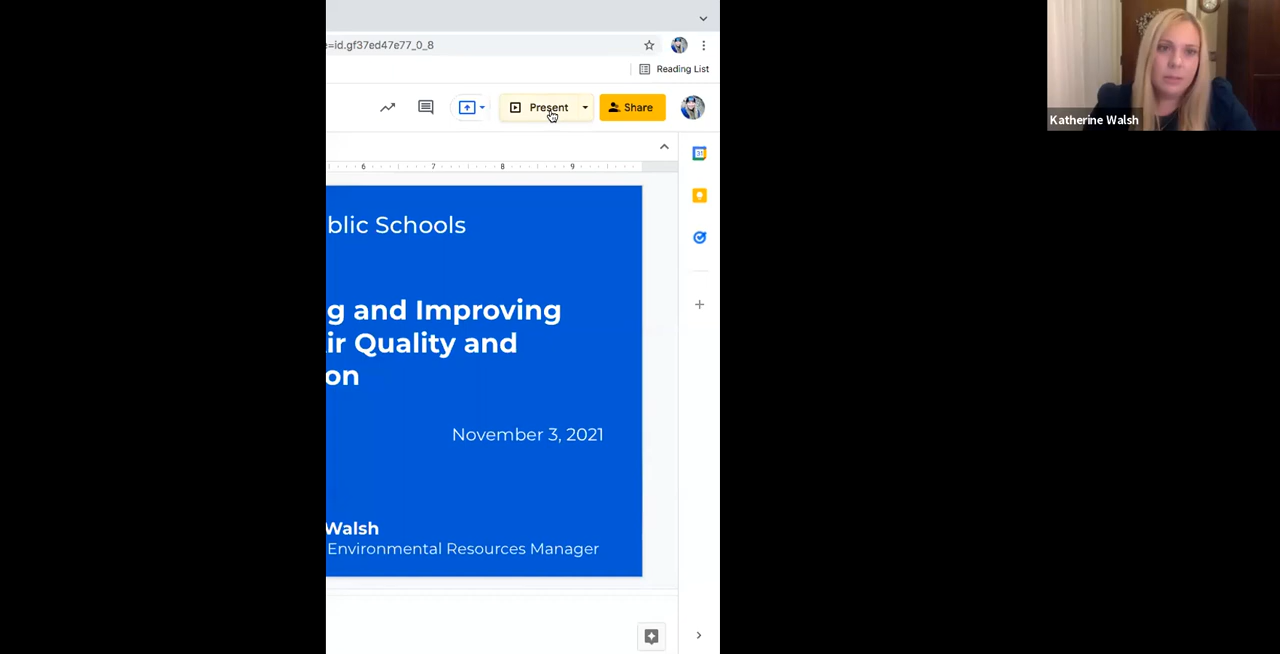 =id.gf37ed47e77_0_8
Reading List
Present
Share
6 7 8 9
31
blic Schools
g and Improving
ir Quality and
on
November 3, 2021
Walsh
Environmental Resources Manager
Katherine Walsh